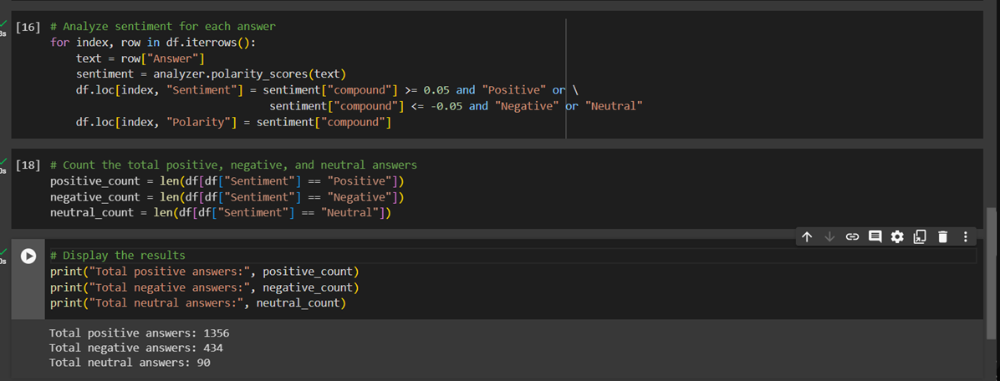 [16] # Analyze sentiment for each answer
3s
for index, row in df.iterrows():
    text = row["Answer"]
    sentiment = analyzer.polarity_scores(text)
    df.loc[index, "Sentiment"] = sentiment["compound"] >= 0.05 and "Positive" or \
                                  sentiment["compound"] <= -0.05 and "Negative" or "Neutral"
    df.loc[index, "Polarity"] = sentiment["compound"]
[18] # Count the total positive, negative, and neutral answers
0s
positive_count = len(df[df["Sentiment"] == "Positive"])
negative_count = len(df[df["Sentiment"] == "Negative"])
neutral_count = len(df[df["Sentiment"] == "Neutral"])
# Display the results
0s
print("Total positive answers:", positive_count)
print("Total negative answers:", negative_count)
print("Total neutral answers:", neutral_count)
Total positive answers: 1356
Total negative answers: 434
Total neutral answers: 90